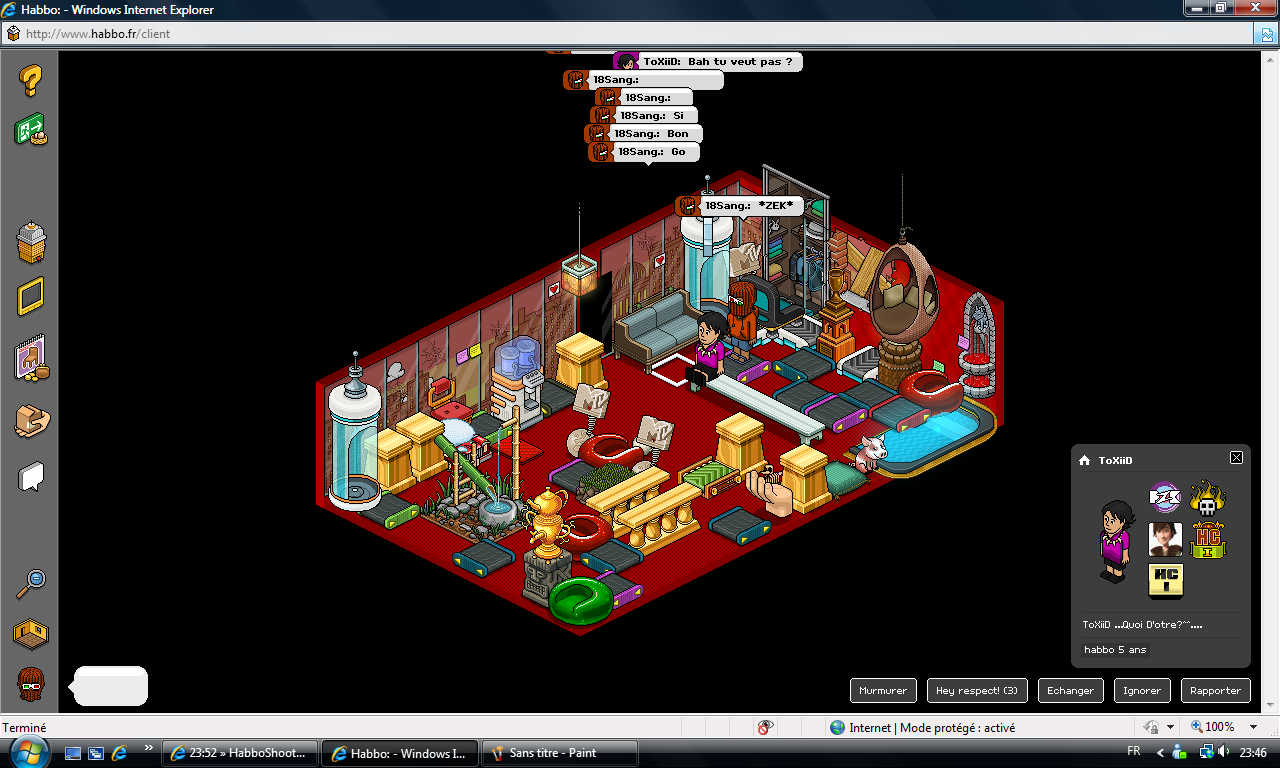 Habbo: - Windows Internet Explorer
http://www.habbo.fr/client
ToXiiD: Bah tu veut pas ?
18Sang.:
18Sang.:
18Sang.: Si
18Sang.: Bon
18Sang.: Go
18Sang.: *ZEK*
ToXiiD
HC
I
HC
I
ToXiiD ...Quoi D'otre?^^....
habbo 5 ans
Murmurer
Hey respect! (3)
Echanger
Ignorer
Rapporter
Terminé
Internet | Mode protégé : activé
100%
23:52 » HabboShoot...
Habbo: - Windows I...
Sans titre - Paint
FR
23:46